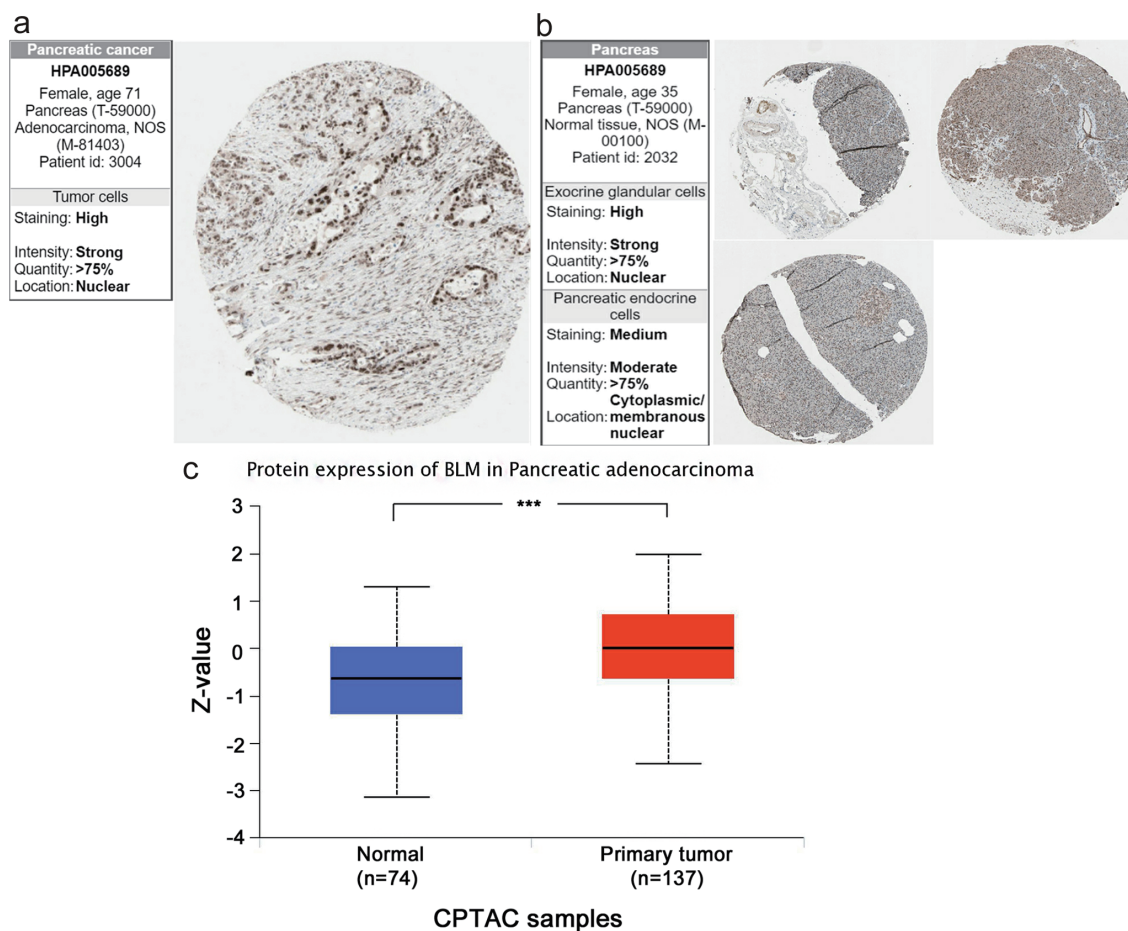 a
Pancreatic cancer
HPA005689
Female, age 71
Pancreas (T-59000)
Adenocarcinoma, NOS
(M-81403)
Patient id: 3004
Tumor cells
Staining: High
Intensity: Strong
Quantity: >75%
Location: Nuclear
b
Pancreas
HPA005689
Female, age 35
Pancreas (T-59000)
Normal tissue, NOS (M-
00100)
Patient id: 2032
Exocrine glandular cells
Staining: High
Intensity: Strong
Quantity: >75%
Location: Nuclear
Pancreatic endocrine
cells
Staining: Medium
Intensity: Moderate
Quantity: >75%
Cytoplasmic/
Location: membranous
nuclear
c
Protein expression of BLM in Pancreatic adenocarcinoma
***
3
2
1
0
-1
-2
-3
-4
Z-value
Normal
(n=74)
Primary tumor
(n=137)
CPTAC samples